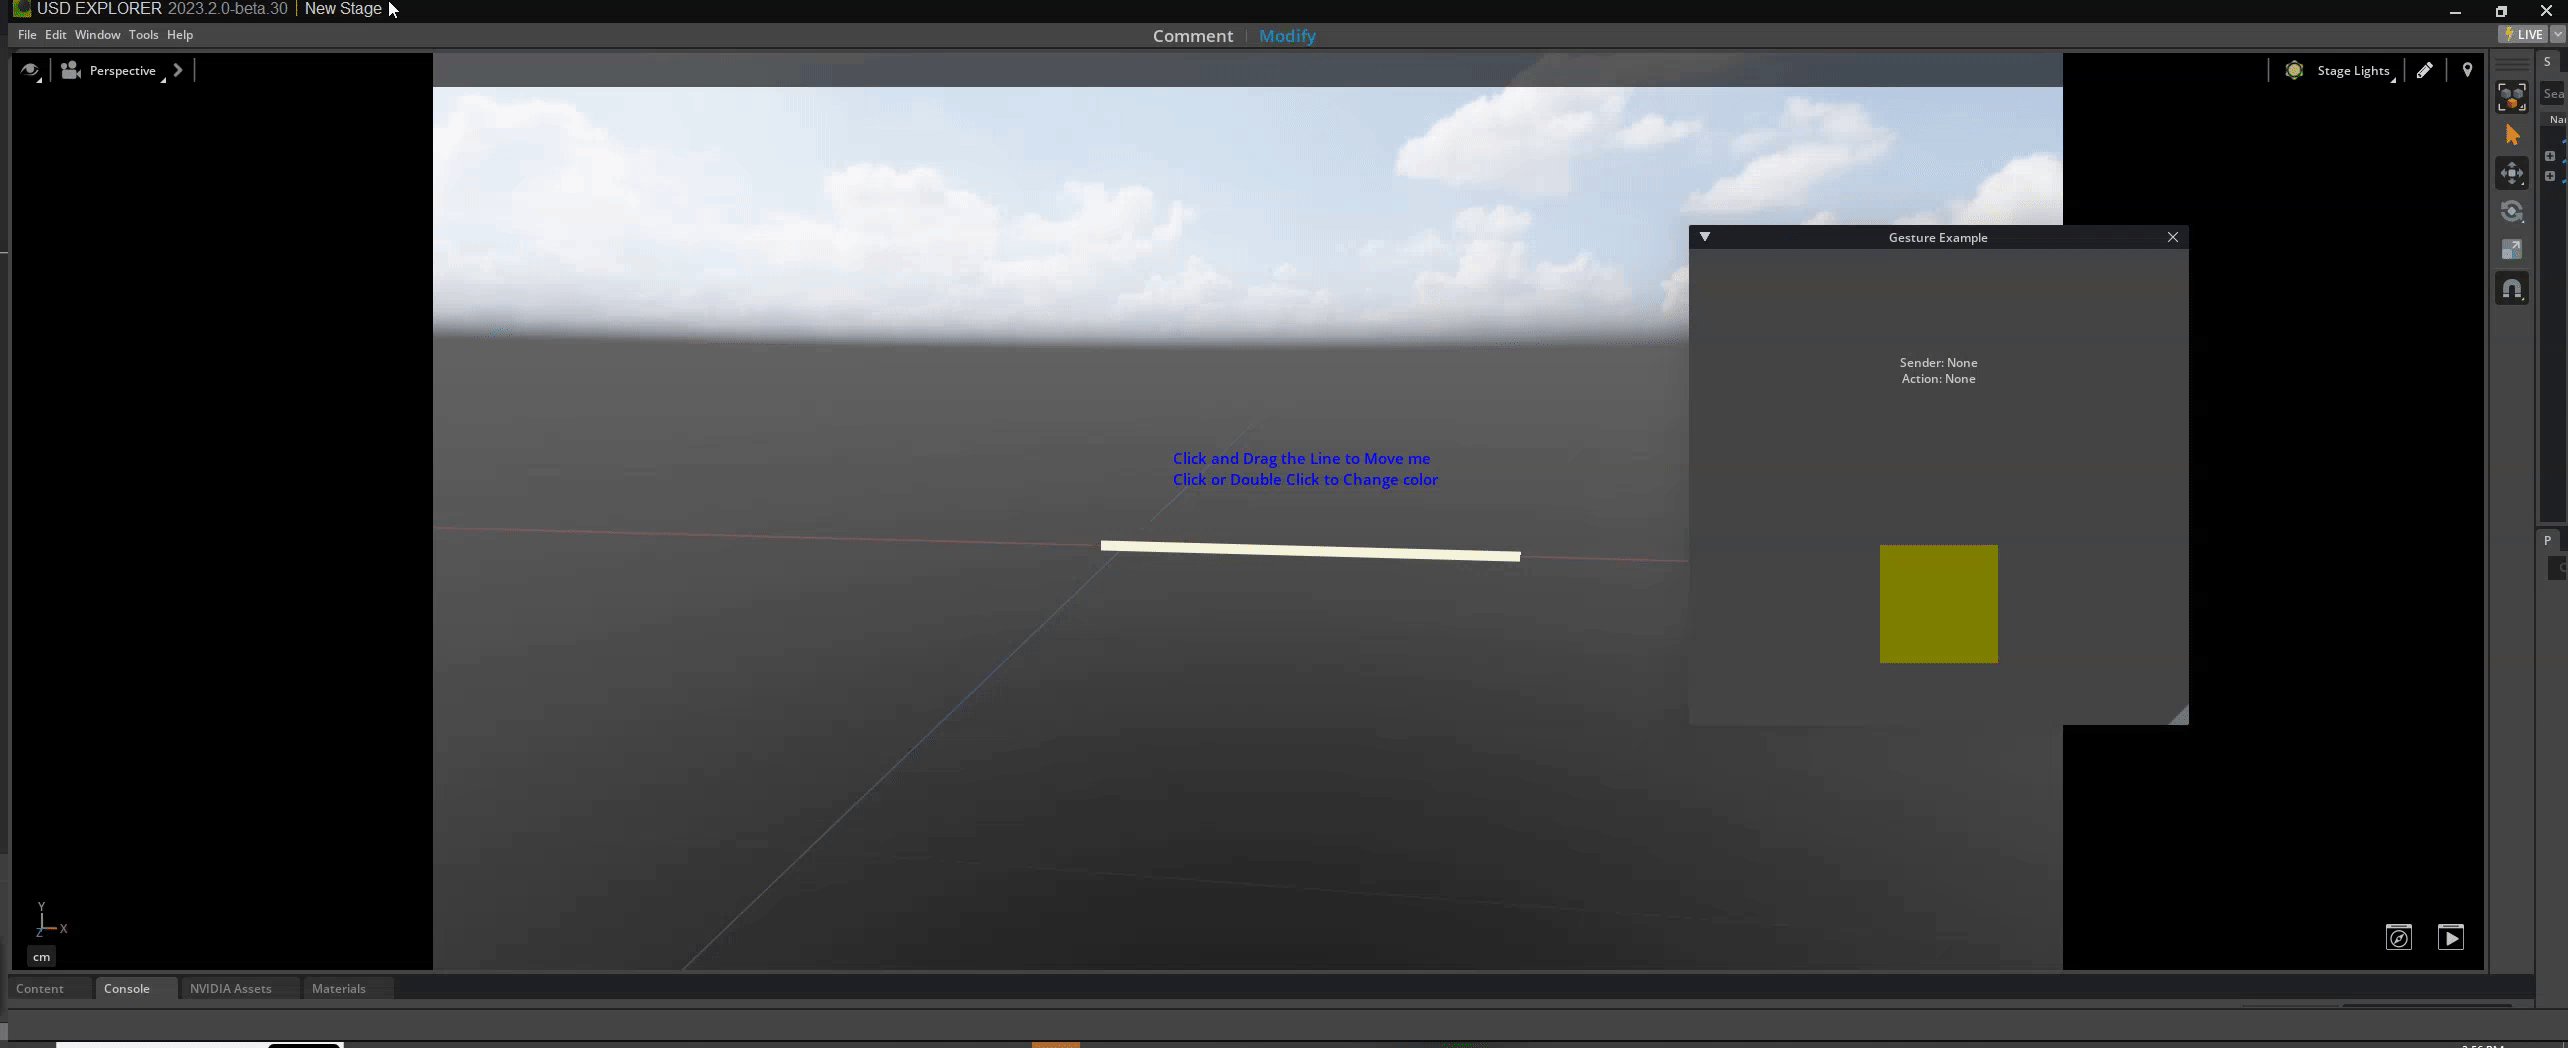 USD EXPLORER 2023.2.0-beta.30 | New Stage
File Edit Window Tools Help
Comment | Modify
LIVE
Perspective
Stage Lights
S
Sea
Gesture Example
Sender: None
Action: None
Click and Drag the Line to Move me
Click or Double Click to Change color
P
Y
Z X
cm
Content Console NVIDIA Assets Materials